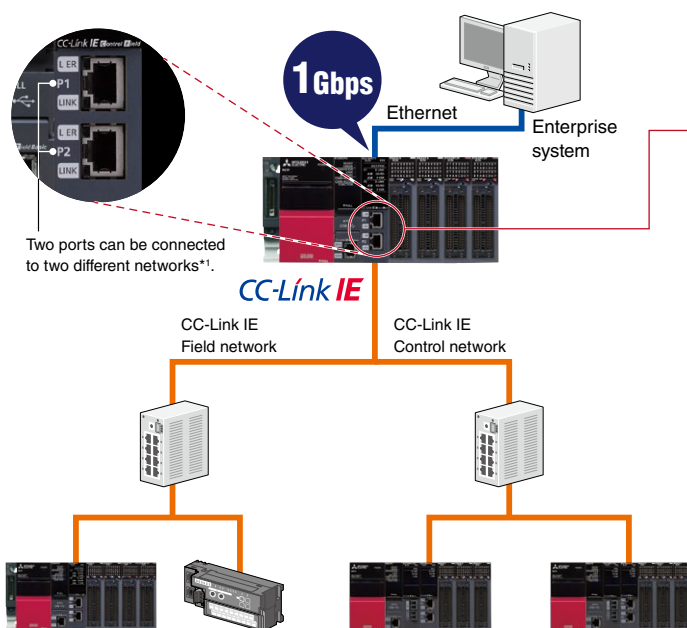 CC-Link IE Control Field
L ER
P1
LINK
L ER
P2
LINK
1Gbps
Ethernet
Enterprise
system
Two ports can be connected
to two different networks*1.
CC-Link IE
CC-Link IE
Field network
CC-Link IE
Control network